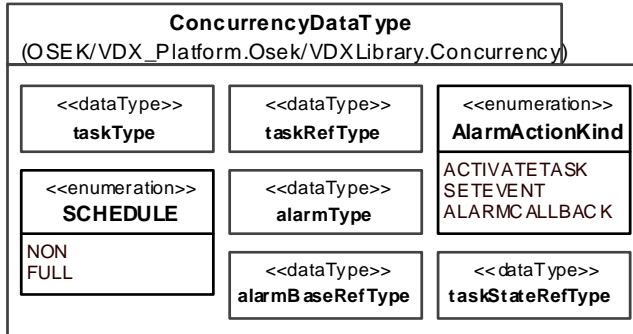 ConcurrencyDataType
(OSEK/VDX_Platform.Osek/VDXLibrary.Concurrency)
<<dataType>>
taskType
<<dataType>>
taskRefType
<<enumeration>>
AlarmActionKind
ACTIVATETASK
SETEVENT
ALARMCALLBACK
<<enumeration>>
SCHEDULE
NON
FULL
<<dataType>>
alarmType
<<dataType>>
alarmBaseRefType
<<dataType>>
taskStateRefType